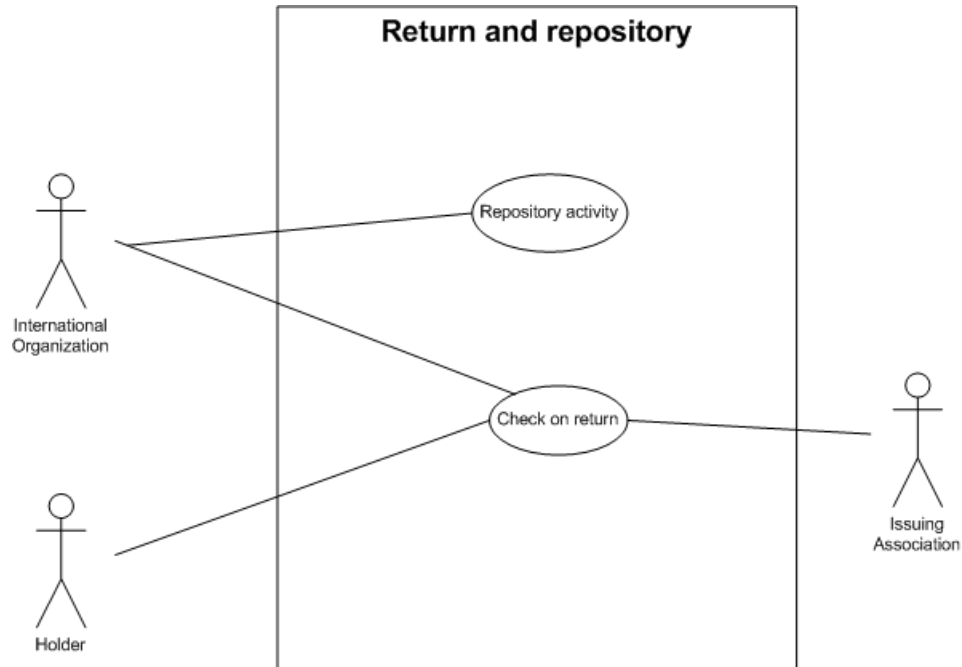 Return and repository
Repository activity
International
Organization
Check on return
Issuing
Association
Holder